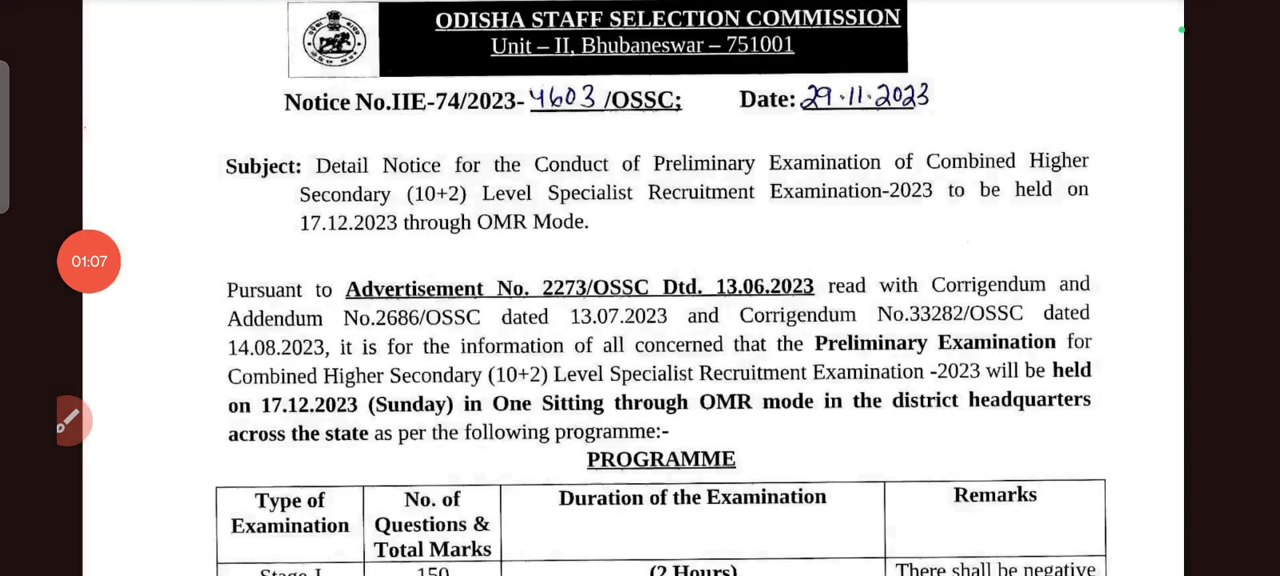 ODISHA STAFF SELECTION COMMISSION
Unit – II, Bhubaneswar – 751001
Notice No.IIE-74/2023- 4603 /OSSC; Date: 29.11.2023
Subject: Detail Notice for the Conduct of Preliminary Examination of Combined Higher
Secondary (10+2) Level Specialist Recruitment Examination-2023 to be held on
17.12.2023 through OMR Mode.
01:07
Pursuant to Advertisement No. 2273/OSSC Dtd. 13.06.2023 read with Corrigendum and
Addendum No.2686/OSSC dated 13.07.2023 and Corrigendum No.33282/OSSC dated
14.08.2023, it is for the information of all concerned that the Preliminary Examination for
Combined Higher Secondary (10+2) Level Specialist Recruitment Examination -2023 will be held
on 17.12.2023 (Sunday) in One Sitting through OMR mode in the district headquarters
across the state as per the following programme:-
PROGRAMME
Type of
Examination
No. of
Questions &
Total Marks
Duration of the Examination
Remarks
Stage I
150
(2 Hours)
There shall be negative